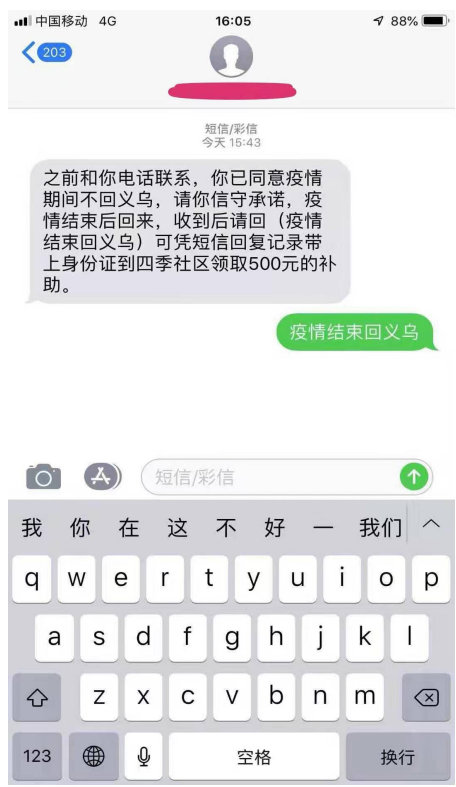 中国移动 4G 16:05 88%
203
短信/彩信
今天 15:43
之前和你电话联系，你已同意疫情
期间不回义乌，请你信守承诺，疫
情结束后回来，收到后请回（疫情
结束回义乌）可凭短信回复记录带
上身份证到四季社区领取500元的补
助。
疫情结束回义乌
短信/彩信
我 你 在 这 不 好 一 我们
q w e r t y u i o p
a s d f g h j k l
z x c v b n m
123 空格 换行